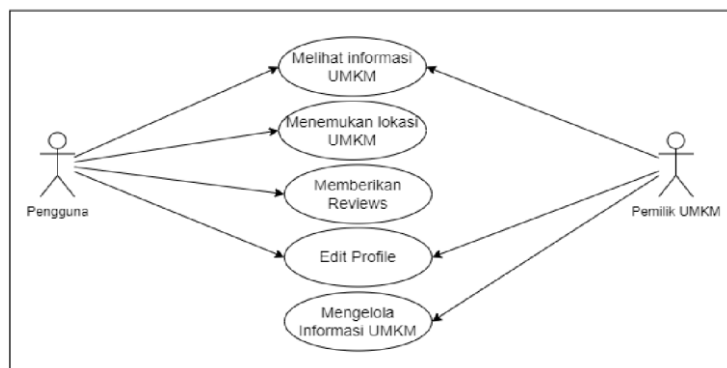 Melihat informasi
UMKM
Menemukan lokasi
UMKM
Memberikan
Reviews
Pengguna
Pemilik UMKM
Edit Profile
Mengelola
Informasi UMKM